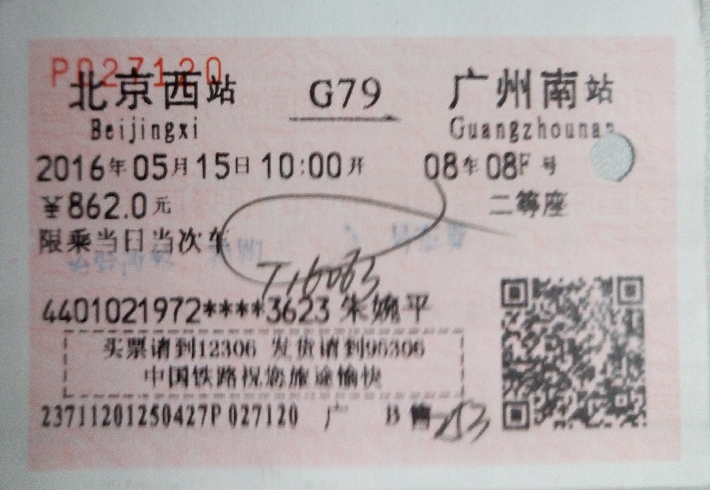 P027120
北京西站 G79 广州南站
Beijingxi Guangzhounan
2016年05月15日10:00开 08车08F号
￥862.0元 二等座
限乘当日当次车
T16063
4401021972****3623 朱婉平
买票请到12306 发货请到95306
中国铁路祝您旅途愉快
23711201250427P027120 广 B售